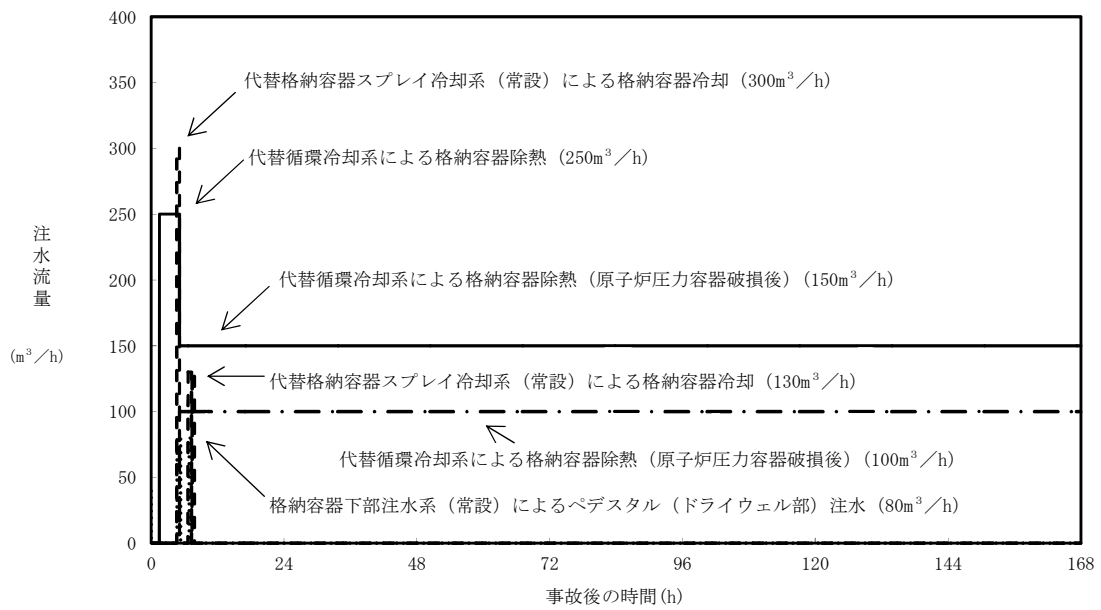 400
代替格納容器スプレイ冷却系（常設）による格納容器冷却（300m³／h）
350
300
代替循環冷却系による格納容器除熱（250m³／h）
250
注水流量
200
代替循環冷却系による格納容器除熱（原子炉圧力容器破損後）（150m³／h）
150
(m³／h)
代替格納容器スプレイ冷却系（常設）による格納容器冷却（130m³／h）
100
代替循環冷却系による格納容器除熱（原子炉圧力容器破損後）（100m³／h）
50
格納容器下部注水系（常設）によるペデスタル（ドライウェル部）注水（80m³／h）
0
0 24 48 72 96 120 144 168
事故後の時間(h)